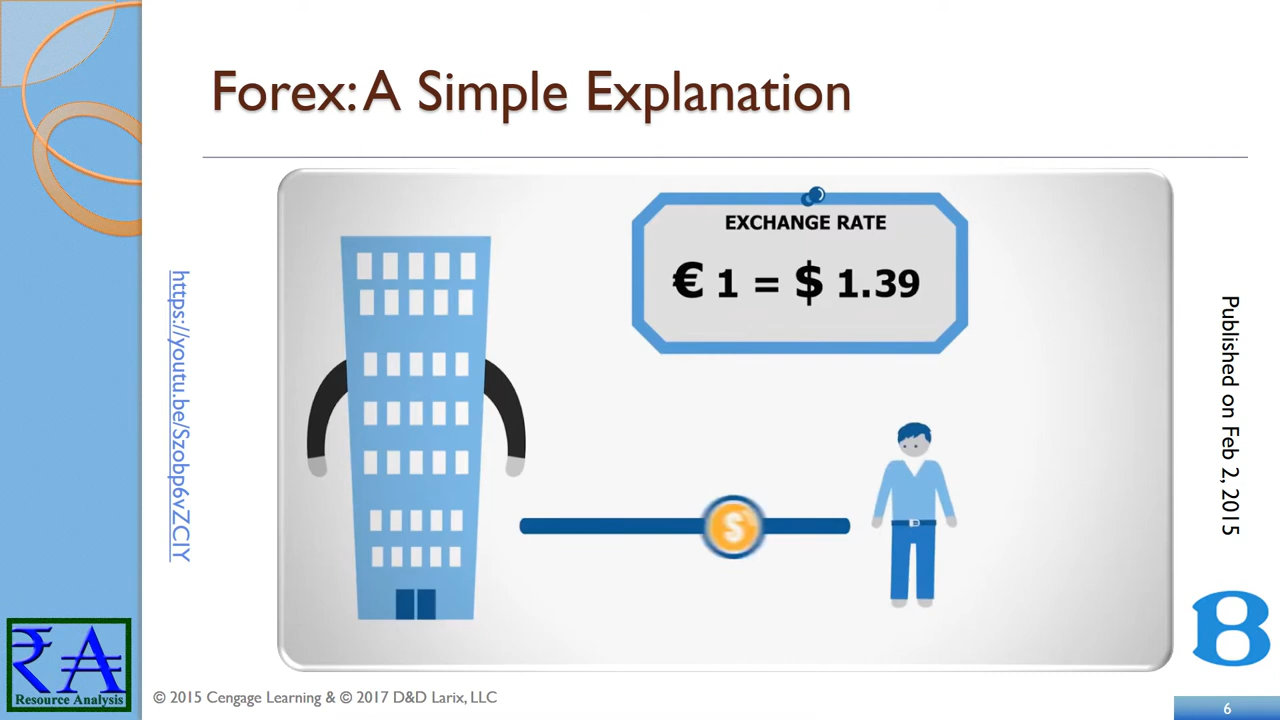 Forex: A Simple Explanation
EXCHANGE RATE
€ 1 = $ 1.39
$
https://youtu.be/Szobp6vZCIY
Published on Feb 2, 2015
8
₹ A
Resource Analysis
© 2015 Cengage Learning & © 2017 D&D Larix, LLC
6